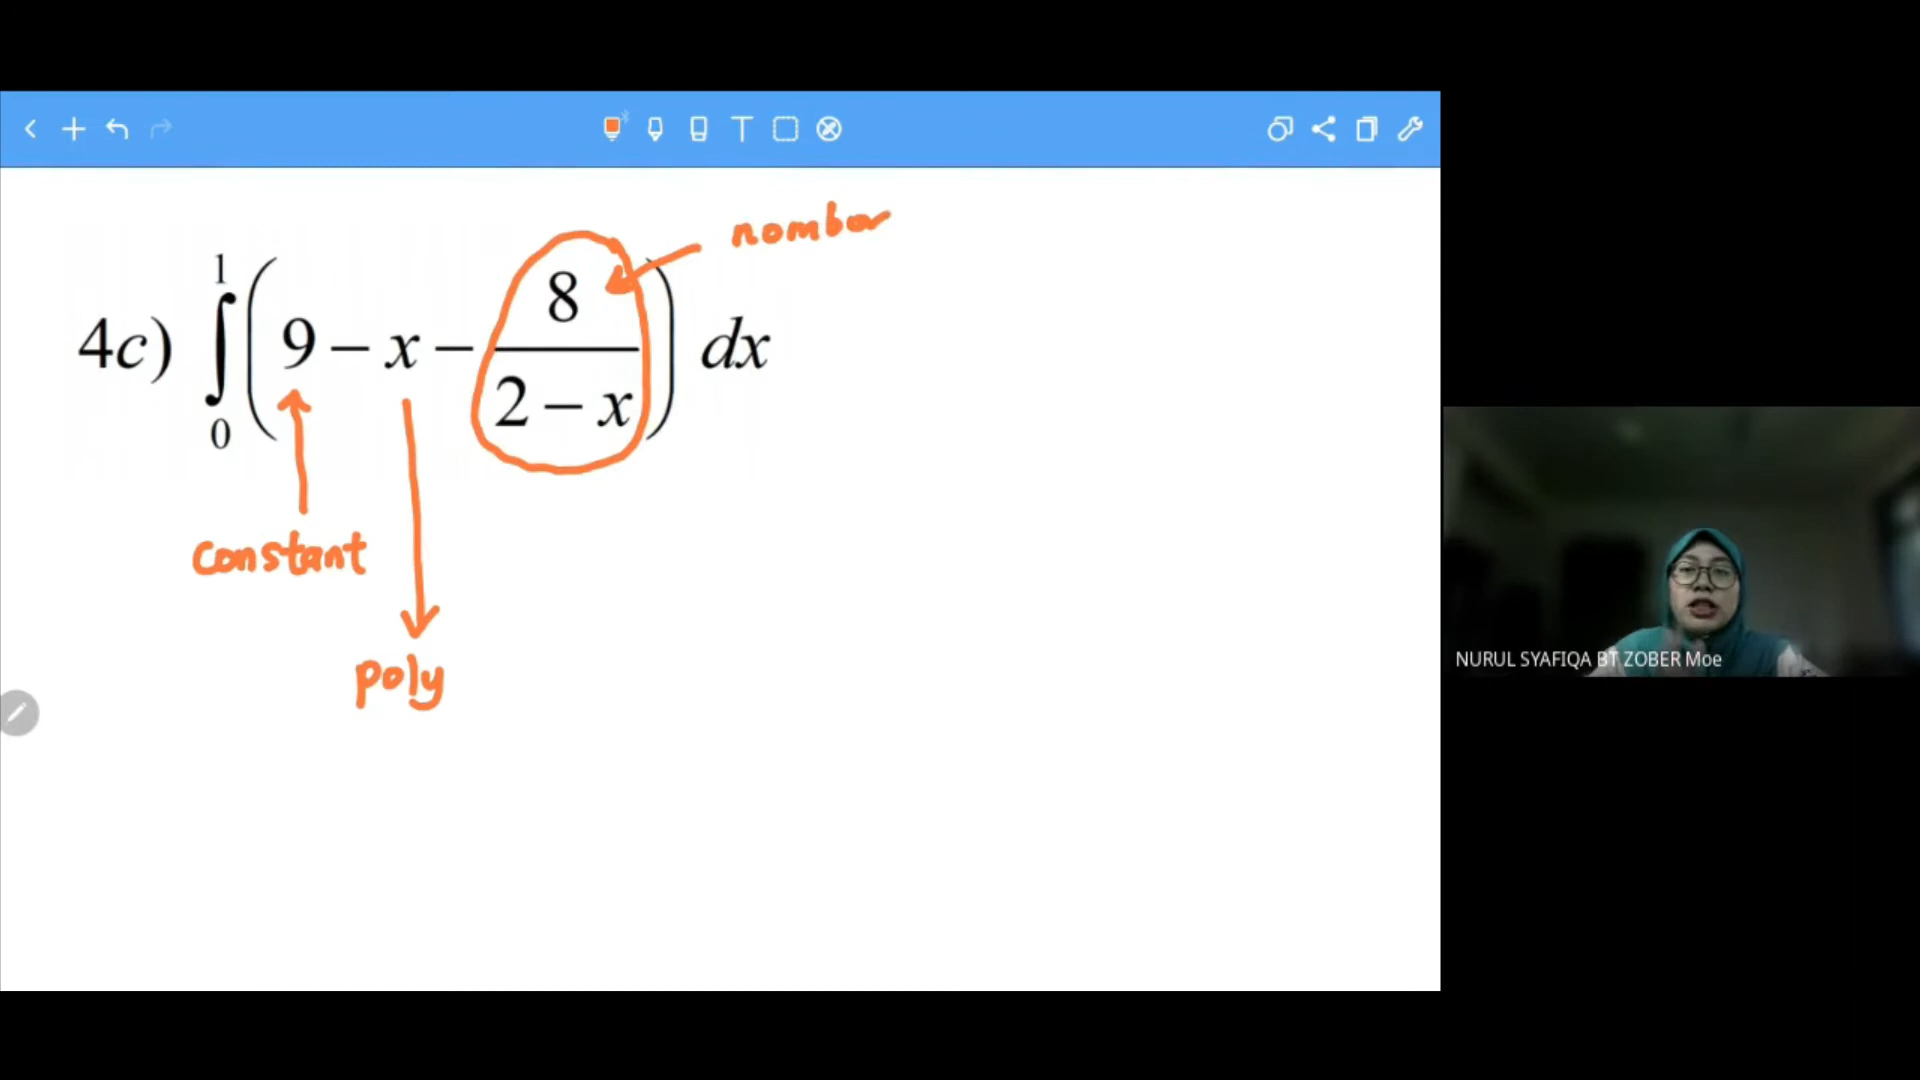 nombor
4c) ∫₀¹ (9 − x − 8/(2 − x)) dx
constant
poly
NURUL SYAFIQA BT ZOBER Moe